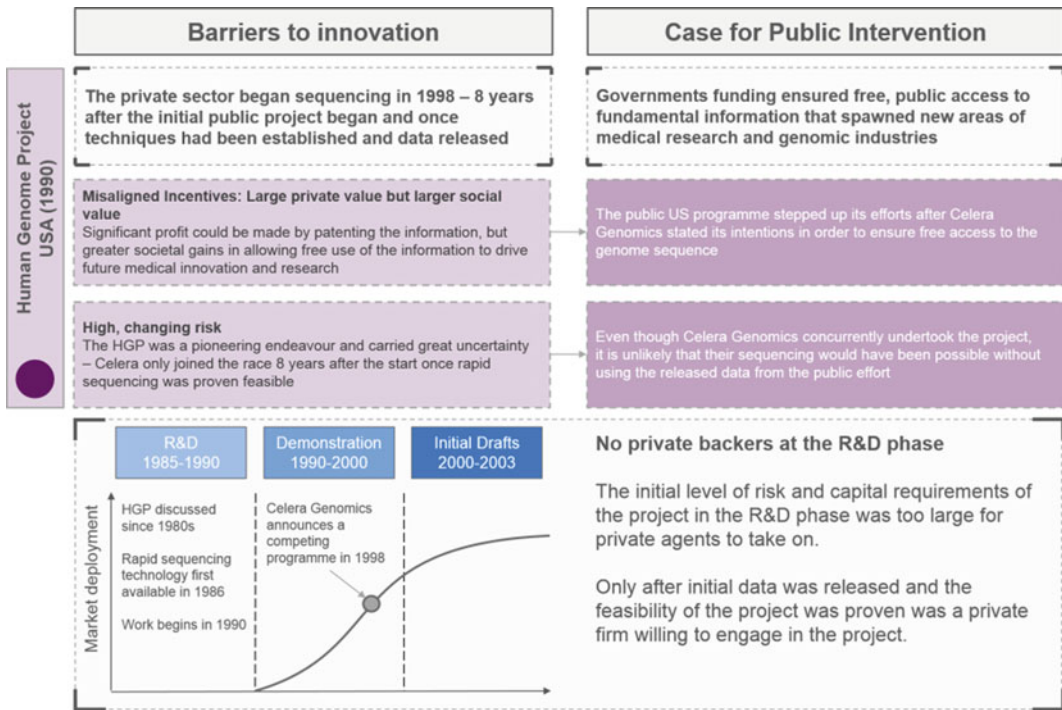 Barriers to innovation
Case for Public Intervention
Human Genome Project
USA (1990)
The private sector began sequencing in 1998 – 8 years
after the initial public project began and once
techniques had been established and data released
Governments funding ensured free, public access to
fundamental information that spawned new areas of
medical research and genomic industries
Misaligned Incentives: Large private value but larger social
value
Significant profit could be made by patenting the information, but
greater societal gains in allowing free use of the information to drive
future medical innovation and research
The public US programme stepped up its efforts after Celera
Genomics stated its intentions in order to ensure free access to the
genome sequence
High, changing risk
The HGP was a pioneering endeavour and carried great uncertainty
– Celera only joined the race 8 years after the start once rapid
sequencing was proven feasible
Even though Celera Genomics concurrently undertook the project,
it is unlikely that their sequencing would have been possible without
using the released data from the public effort
R&D
1985-1990
Demonstration
1990-2000
Initial Drafts
2000-2003
Market deployment
HGP discussed
since 1980s
Rapid sequencing
technology first
available in 1986
Work begins in 1990
Celera Genomics
announces a
competing
programme in 1998
No private backers at the R&D phase
The initial level of risk and capital requirements of
the project in the R&D phase was too large for
private agents to take on.
Only after initial data was released and the
feasibility of the project was proven was a private
firm willing to engage in the project.